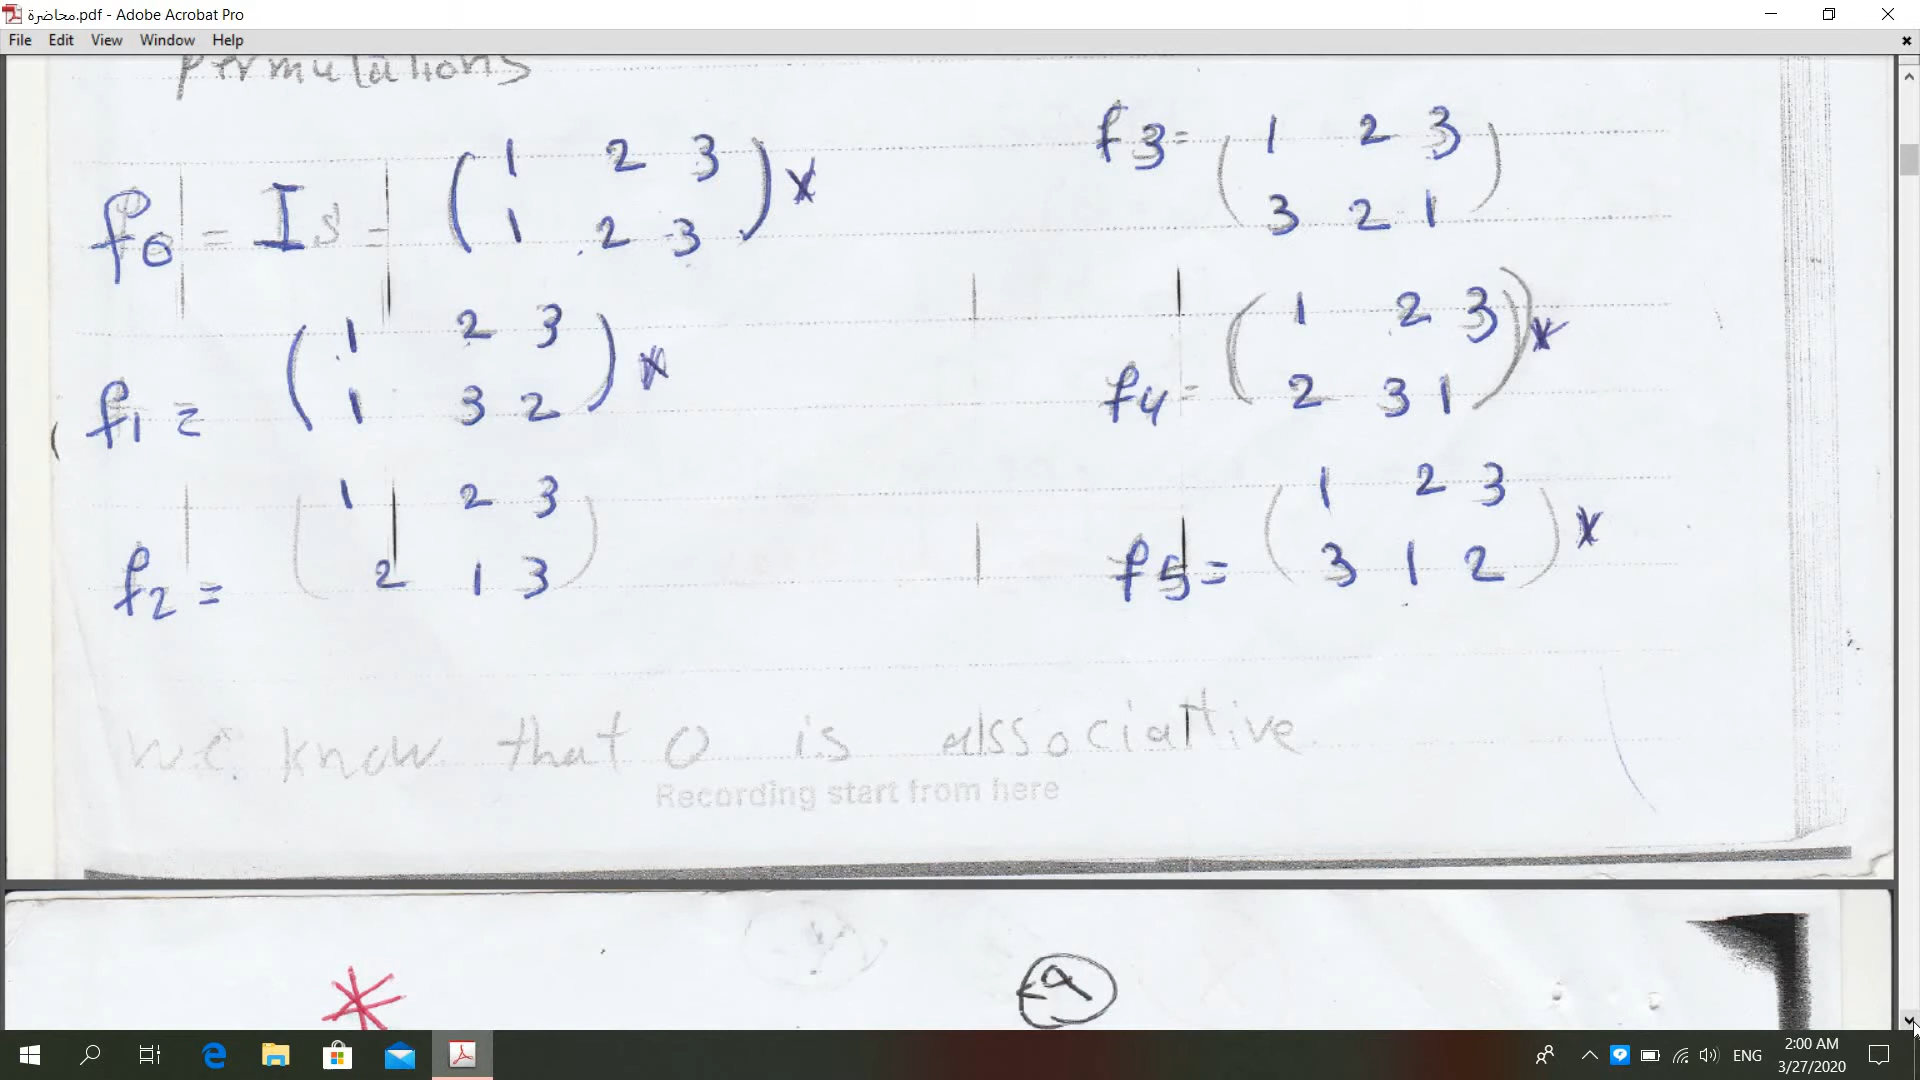 محاضرة.pdf - Adobe Acrobat Pro
File Edit View Window Help
permutations
f0 = Is = ( 1 2 3 ) *
1 2 3
f1 = ( 1 2 3 ) *
1 3 2
f2 = ( 1 2 3 )
2 1 3
f3 = ( 1 2 3 )
3 2 1
f4 = ( 1 2 3 ) *
2 3 1
f5 = ( 1 2 3 ) *
3 1 2
we know that o is associattive
Recording start from here
*
ENG
2:00 AM
3/27/2020